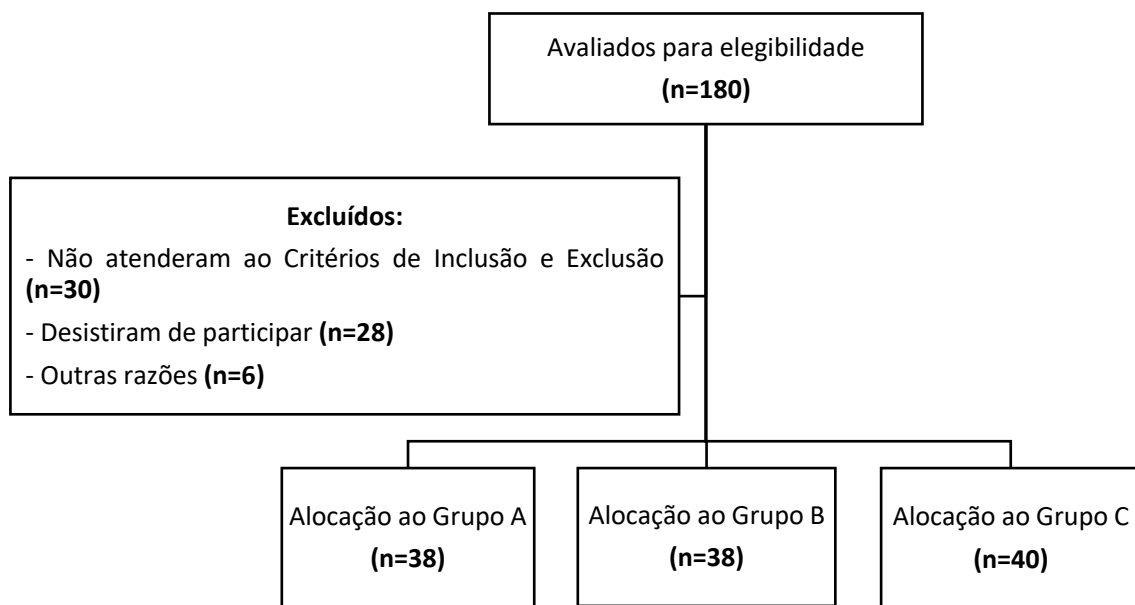 Avaliados para elegibilidade
(n=180)
Excluídos:
- Não atenderam ao Critérios de Inclusão e Exclusão
(n=30)
- Desistiram de participar (n=28)
- Outras razões (n=6)
Alocação ao Grupo A
(n=38)
Alocação ao Grupo B
(n=38)
Alocação ao Grupo C
(n=40)